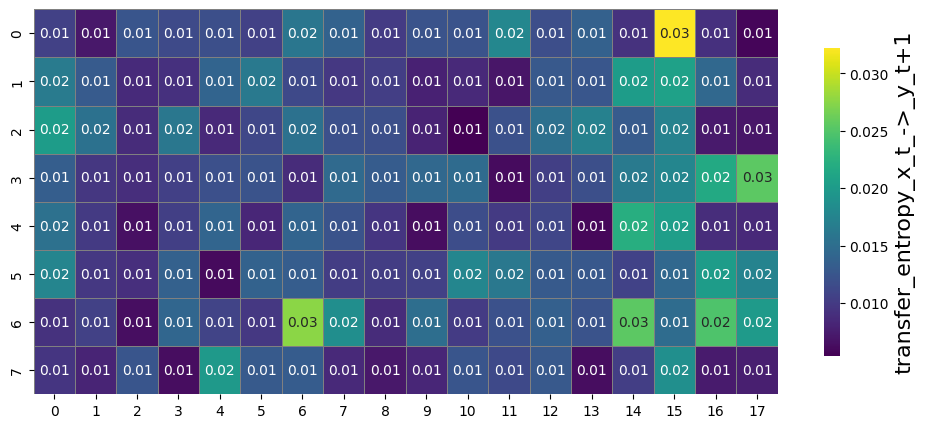 0 0.01 0.01 0.01 0.01 0.01 0.01 0.02 0.01 0.01 0.01 0.01 0.02 0.01 0.01 0.01 0.03 0.01 0.01
1 0.02 0.01 0.01 0.01 0.01 0.02 0.01 0.01 0.01 0.01 0.01 0.01 0.01 0.01 0.02 0.02 0.01 0.01
2 0.02 0.02 0.01 0.02 0.01 0.01 0.02 0.01 0.01 0.01 0.01 0.01 0.02 0.02 0.01 0.02 0.01 0.01
3 0.01 0.01 0.01 0.01 0.01 0.01 0.01 0.01 0.01 0.01 0.01 0.01 0.01 0.01 0.02 0.02 0.02 0.03
4 0.02 0.01 0.01 0.01 0.01 0.01 0.01 0.01 0.01 0.01 0.01 0.01 0.01 0.01 0.02 0.02 0.01 0.01
5 0.02 0.01 0.01 0.01 0.01 0.01 0.01 0.01 0.01 0.01 0.02 0.02 0.01 0.01 0.01 0.01 0.02 0.02
6 0.01 0.01 0.01 0.01 0.01 0.01 0.03 0.02 0.01 0.01 0.01 0.01 0.01 0.01 0.03 0.01 0.02 0.02
7 0.01 0.01 0.01 0.01 0.02 0.01 0.01 0.01 0.01 0.01 0.01 0.01 0.01 0.01 0.01 0.02 0.01 0.01
0 1 2 3 4 5 6 7 8 9 10 11 12 13 14 15 16 17
0.030
0.025
0.020
0.015
0.010
transfer_entropy_x_t_->_y_t+1